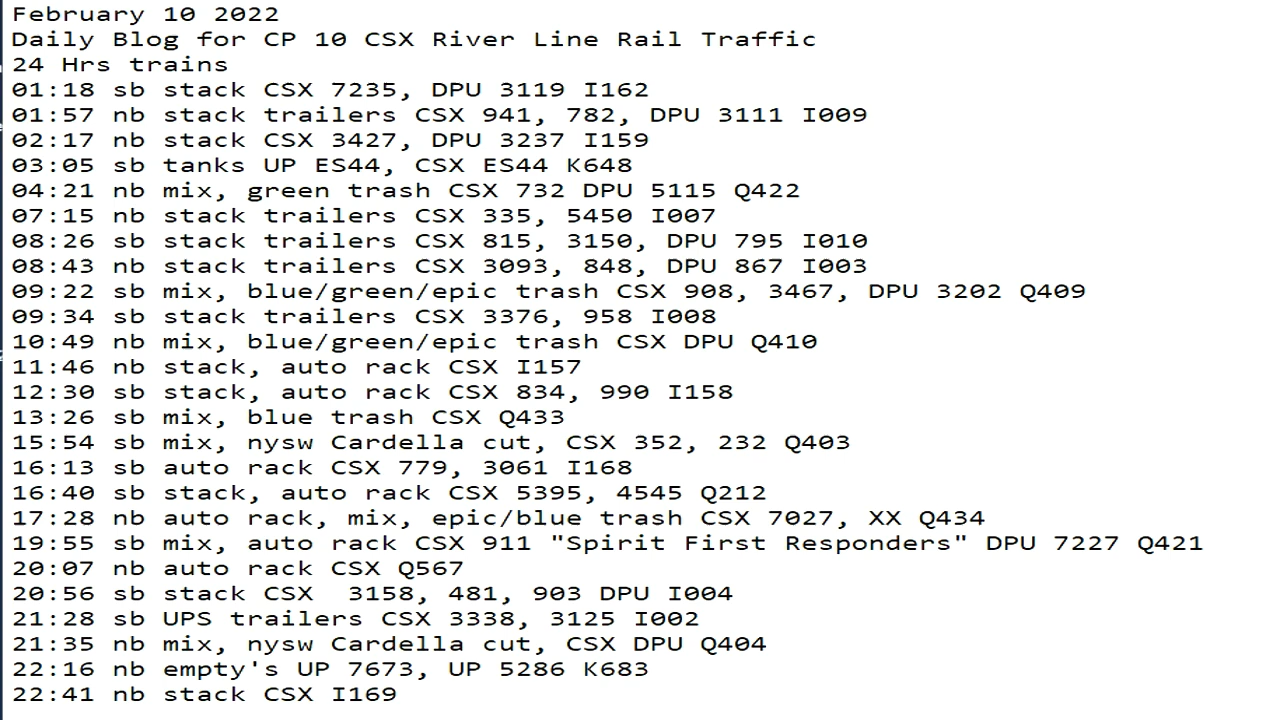 February 10 2022
Daily Blog for CP 10 CSX River Line Rail Traffic
24 Hrs trains
01:18 sb stack CSX 7235, DPU 3119 I162
01:57 nb stack trailers CSX 941, 782, DPU 3111 I009
02:17 nb stack CSX 3427, DPU 3237 I159
03:05 sb tanks UP ES44, CSX ES44 K648
04:21 nb mix, green trash CSX 732 DPU 5115 Q422
07:15 nb stack trailers CSX 335, 5450 I007
08:26 sb stack trailers CSX 815, 3150, DPU 795 I010
08:43 nb stack trailers CSX 3093, 848, DPU 867 I003
09:22 sb mix, blue/green/epic trash CSX 908, 3467, DPU 3202 Q409
09:34 sb stack trailers CSX 3376, 958 I008
10:49 nb mix, blue/green/epic trash CSX DPU Q410
11:46 nb stack, auto rack CSX I157
12:30 sb stack, auto rack CSX 834, 990 I158
13:26 sb mix, blue trash CSX Q433
15:54 sb mix, nysw Cardella cut, CSX 352, 232 Q403
16:13 sb auto rack CSX 779, 3061 I168
16:40 sb stack, auto rack CSX 5395, 4545 Q212
17:28 nb auto rack, mix, epic/blue trash CSX 7027, XX Q434
19:55 sb mix, auto rack CSX 911 "Spirit First Responders" DPU 7227 Q421
20:07 nb auto rack CSX Q567
20:56 sb stack CSX  3158, 481, 903 DPU I004
21:28 sb UPS trailers CSX 3338, 3125 I002
21:35 nb mix, nysw Cardella cut, CSX DPU Q404
22:16 nb empty's UP 7673, UP 5286 K683
22:41 nb stack CSX I169